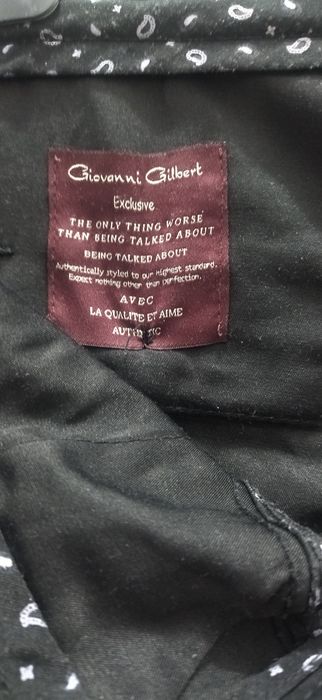 Giovanni Gilbert
Exclusive
THE ONLY THING WORSE
THAN BEING TALKED ABOUT
BEING TALKED ABOUT
Authentically styled to our highest standard.
Expect nothing other than perfection.
AVEC
LA QUALITE ET AIME